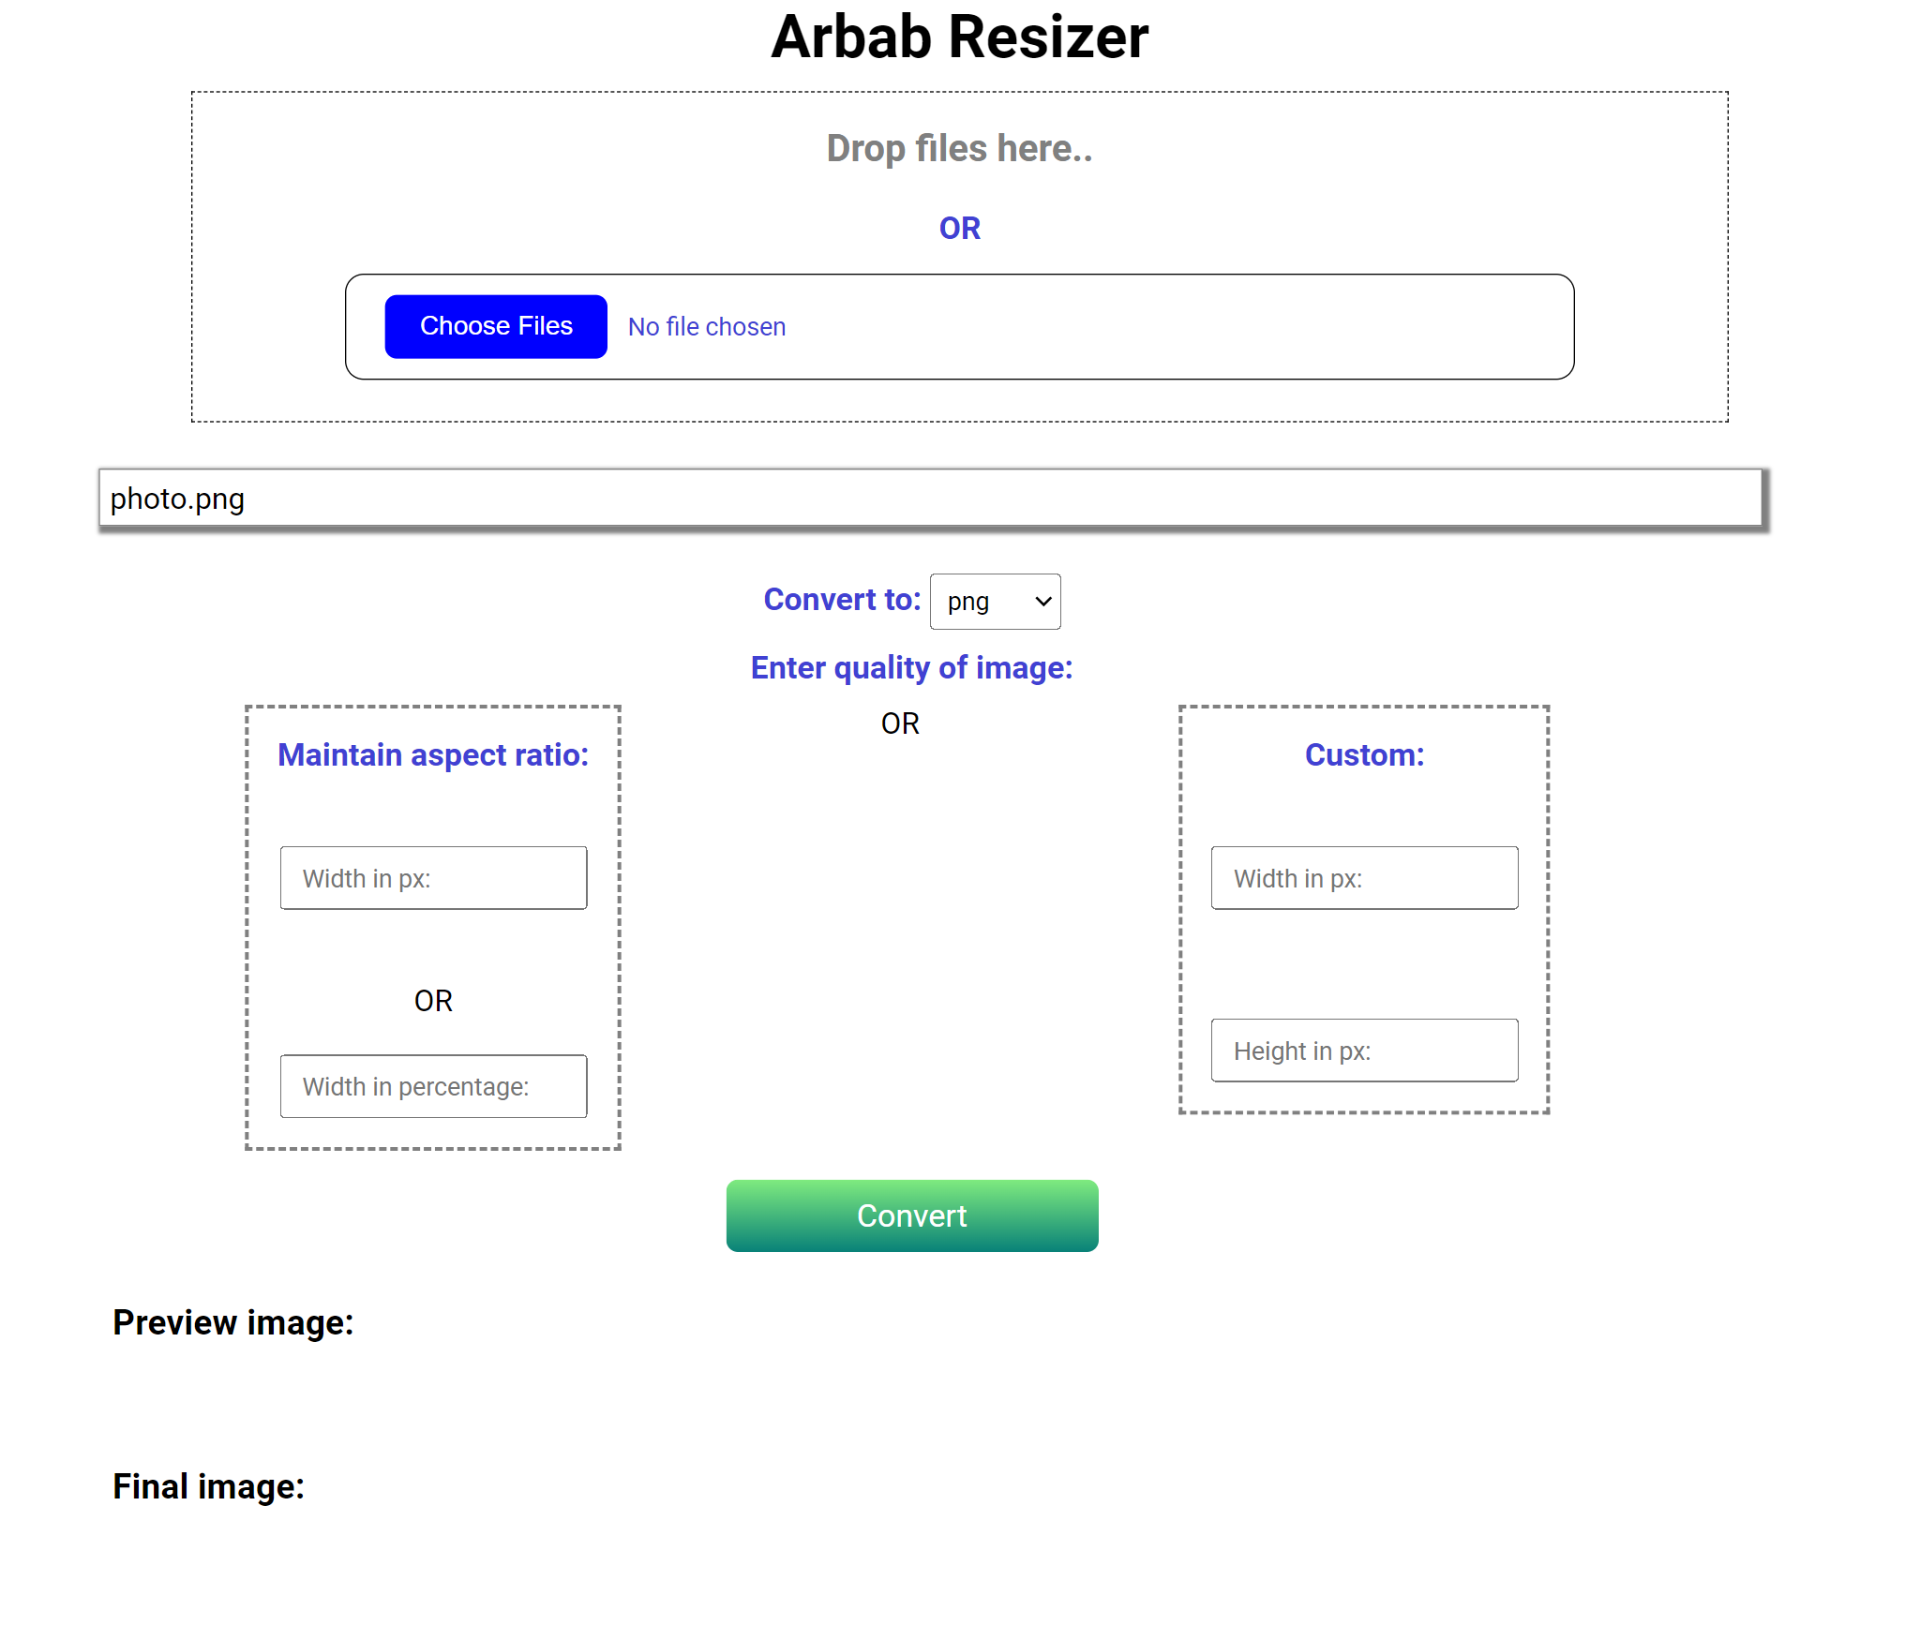 Arbab Resizer
Drop files here..
OR
Choose Files No file chosen
photo.png
Convert to: png
Enter quality of image:
OR
Maintain aspect ratio:
Width in px:
OR
Width in percentage:
Custom:
Width in px:
Height in px:
Convert
Preview image:
Final image: